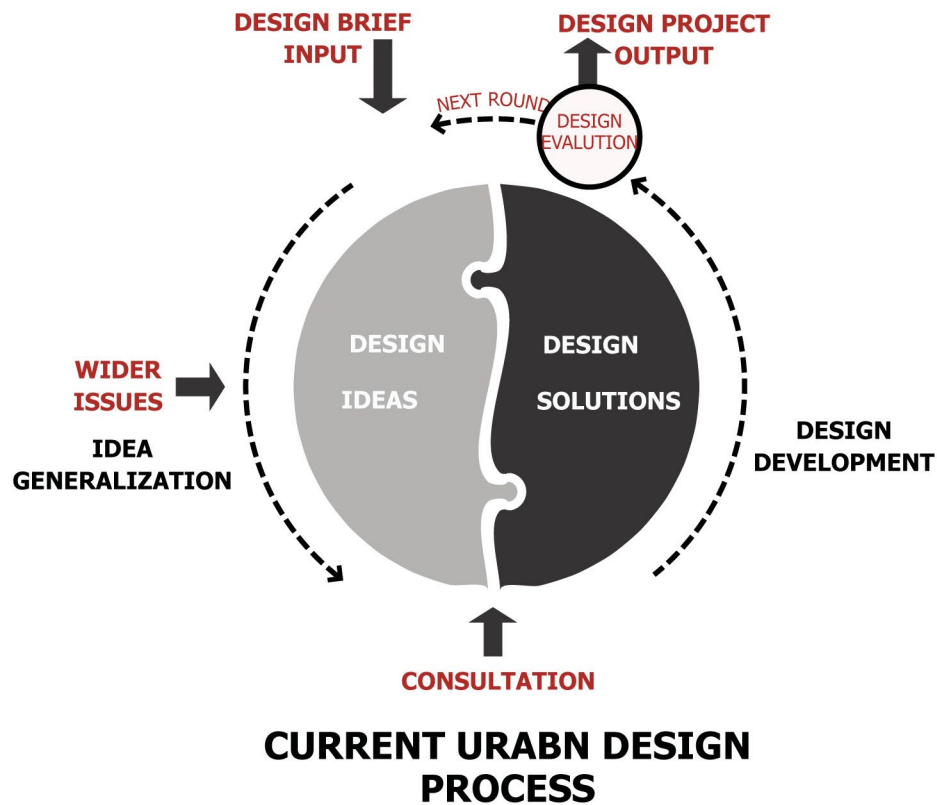 DESIGN BRIEF
INPUT
DESIGN PROJECT
OUTPUT
NEXT ROUND
DESIGN
EVALUTION
DESIGN
IDEAS
DESIGN
SOLUTIONS
WIDER
ISSUES
IDEA
GENERALIZATION
DESIGN
DEVELOPMENT
CONSULTATION
CURRENT URABN DESIGN
PROCESS